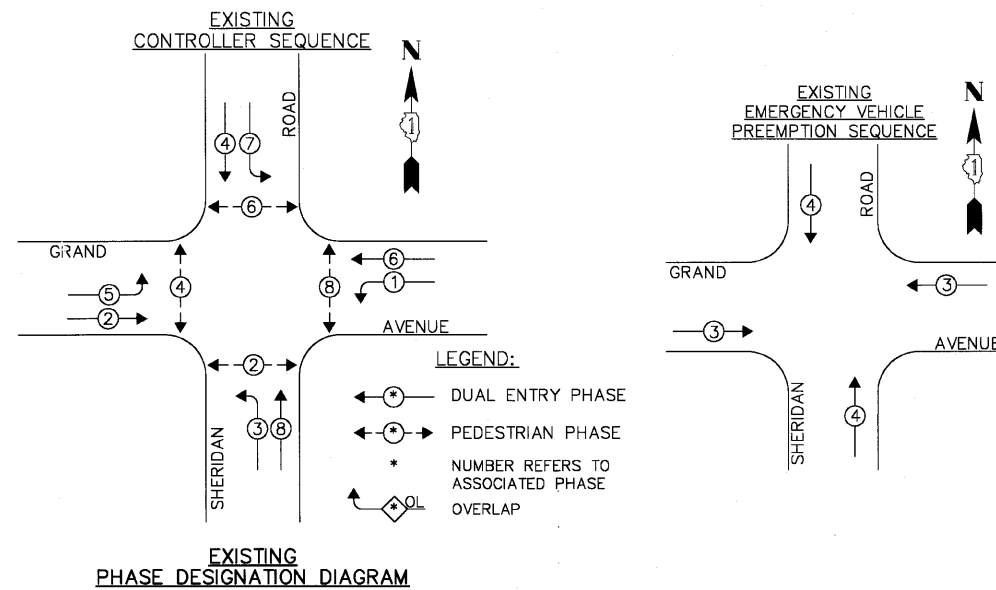 EXISTING
CONTROLLER SEQUENCE
N
1
ROAD
4 7
6
GRAND
6
5
4
8
1
2
AVENUE
2
3 8
SHERIDAN
LEGEND:
* DUAL ENTRY PHASE
* PEDESTRIAN PHASE
* NUMBER REFERS TO
ASSOCIATED PHASE
* OL OVERLAP
EXISTING
PHASE DESIGNATION DIAGRAM
EXISTING
EMERGENCY VEHICLE
PREEMPTION SEQUENCE
N
1
ROAD
4
GRAND
3
3
AVENUE
4
SHERIDAN